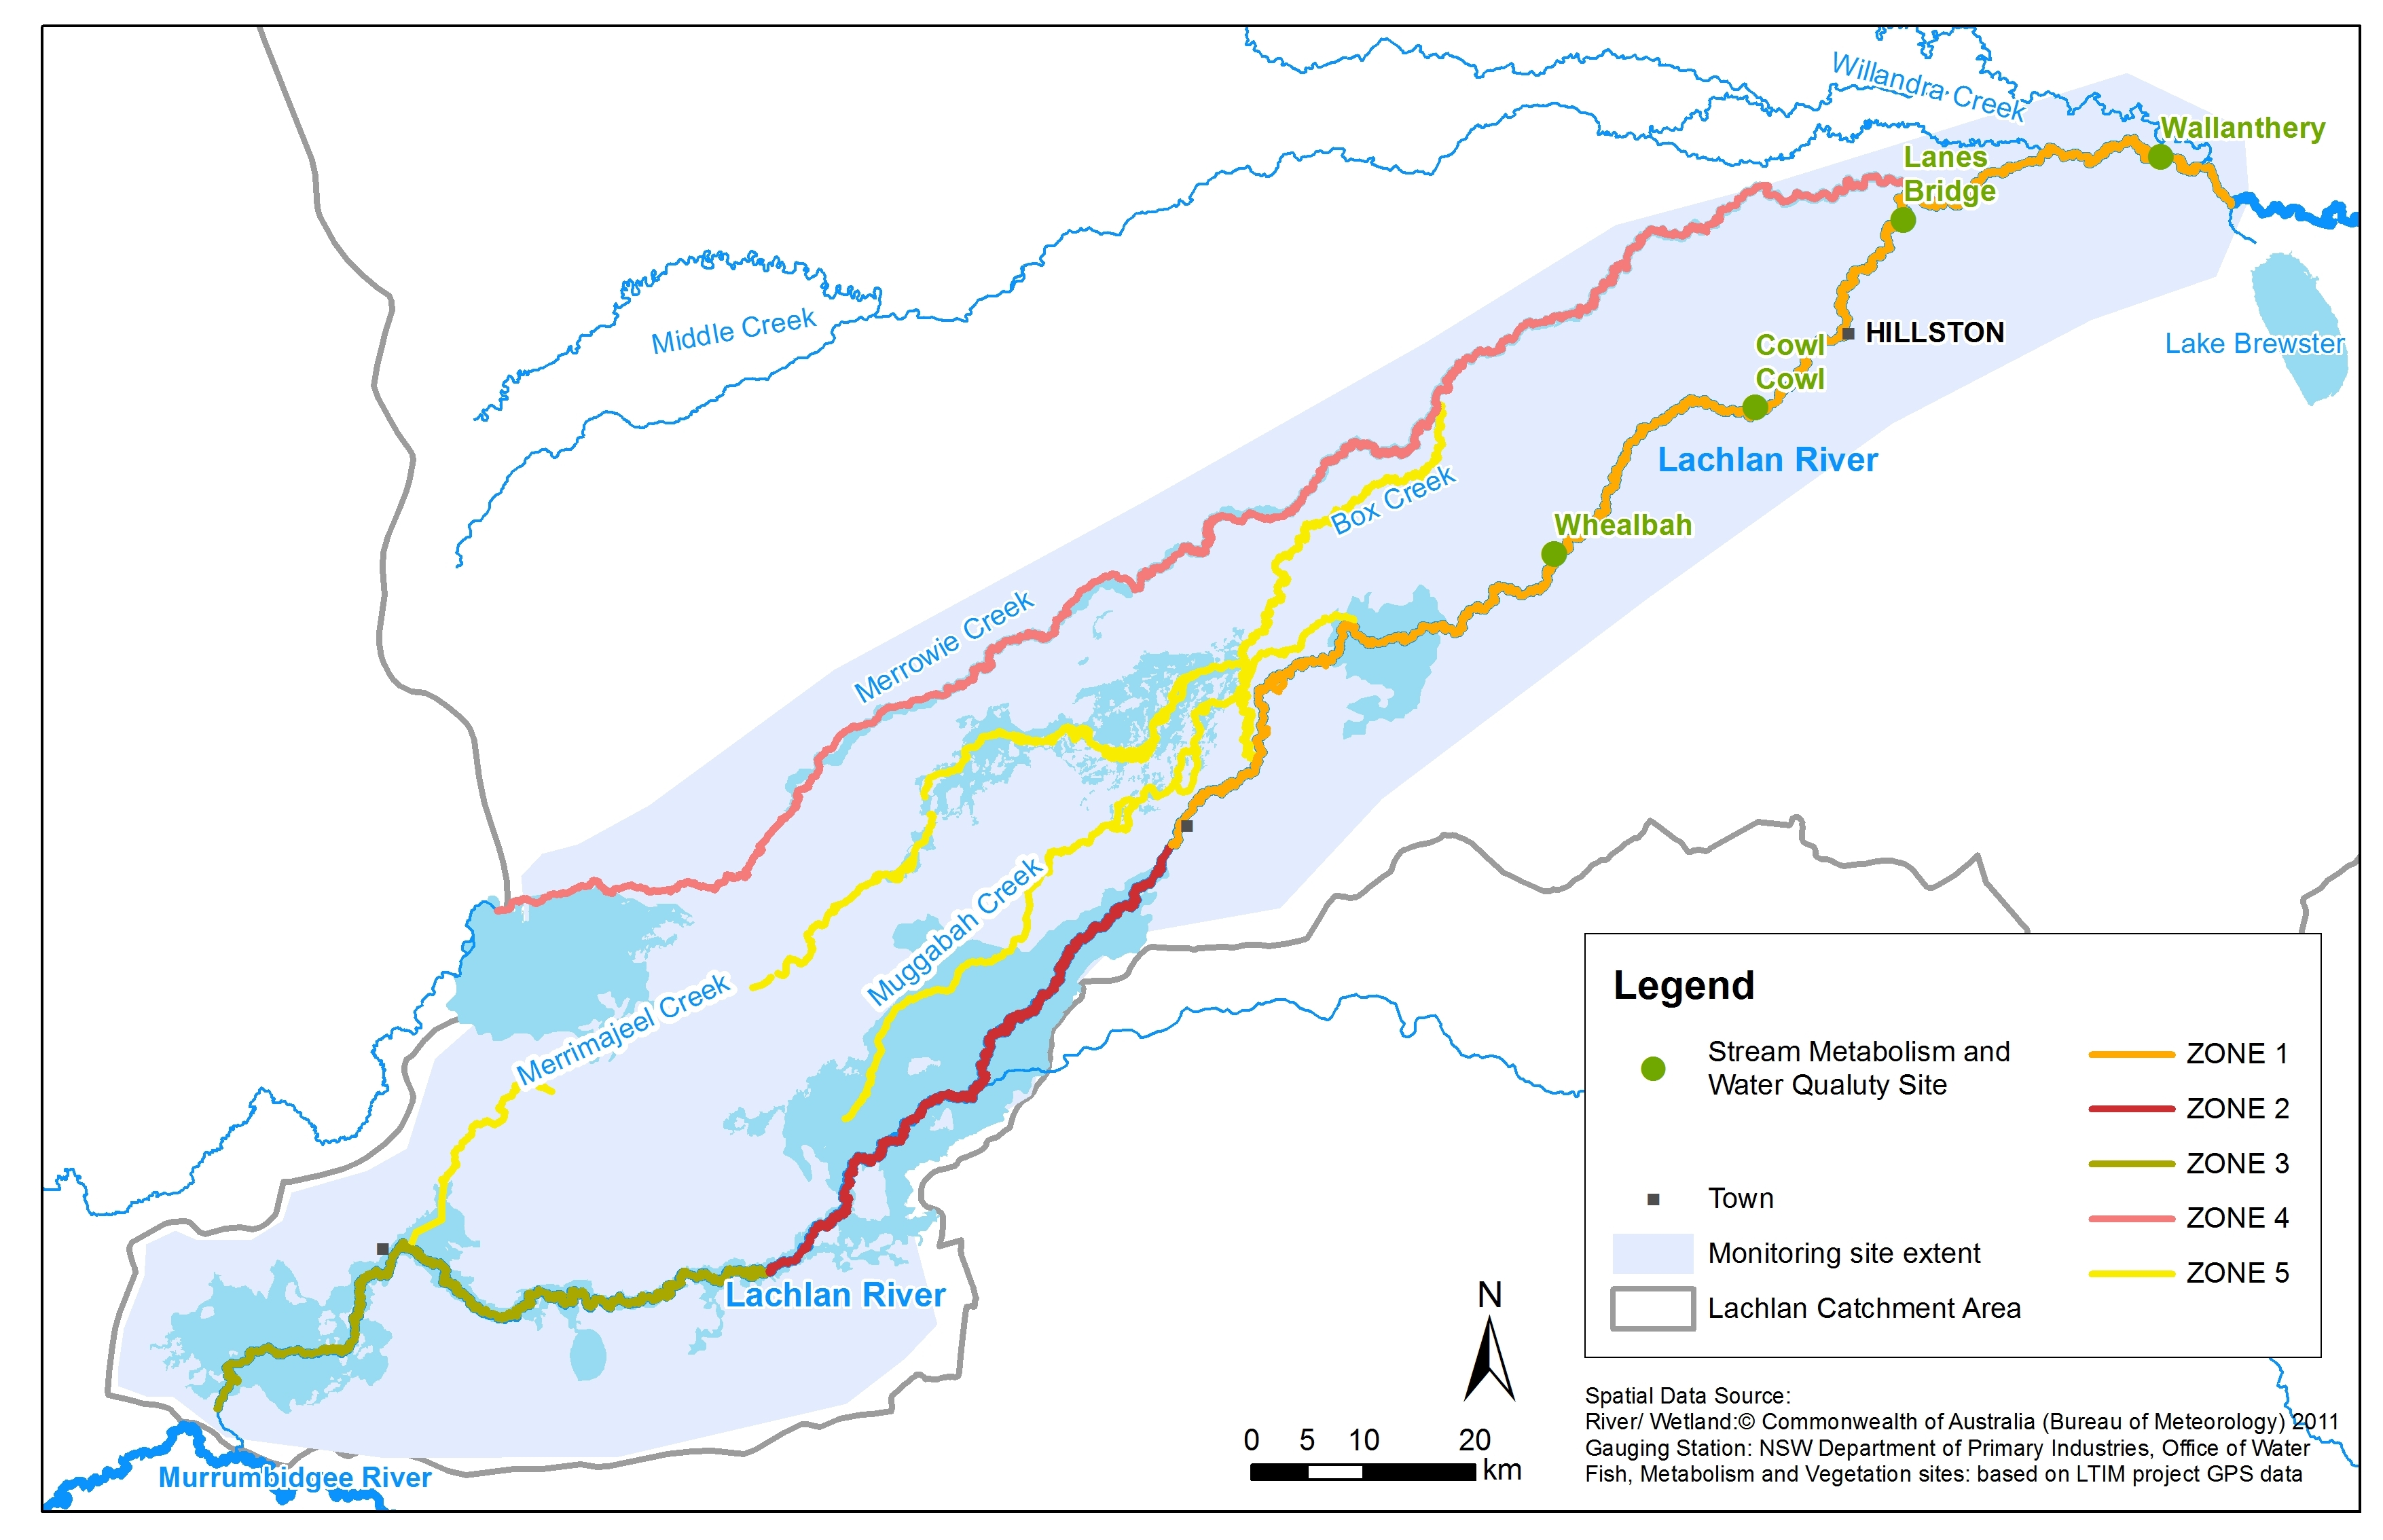 Willandra Creek
Wallanthery
Lanes
Bridge
Middle Creek
HILLSTON
Lake Brewster
Cowl
Cowl
Lachlan River
Box Creek
Whealbah
Merrowie Creek
Muggabah Creek
Merrimajeel Creek
Lachlan River
Murrumbidgee River
Legend
Stream Metabolism and
Water Qualuty Site
Town
Monitoring site extent
Lachlan Catchment Area
ZONE 1
ZONE 2
ZONE 3
ZONE 4
ZONE 5
N
0 5 10 20
km
Spatial Data Source:
River/ Wetland:© Commonwealth of Australia (Bureau of Meteorology) 2011
Gauging Station: NSW Department of Primary Industries, Office of Water
Fish, Metabolism and Vegetation sites: based on LTIM project GPS data